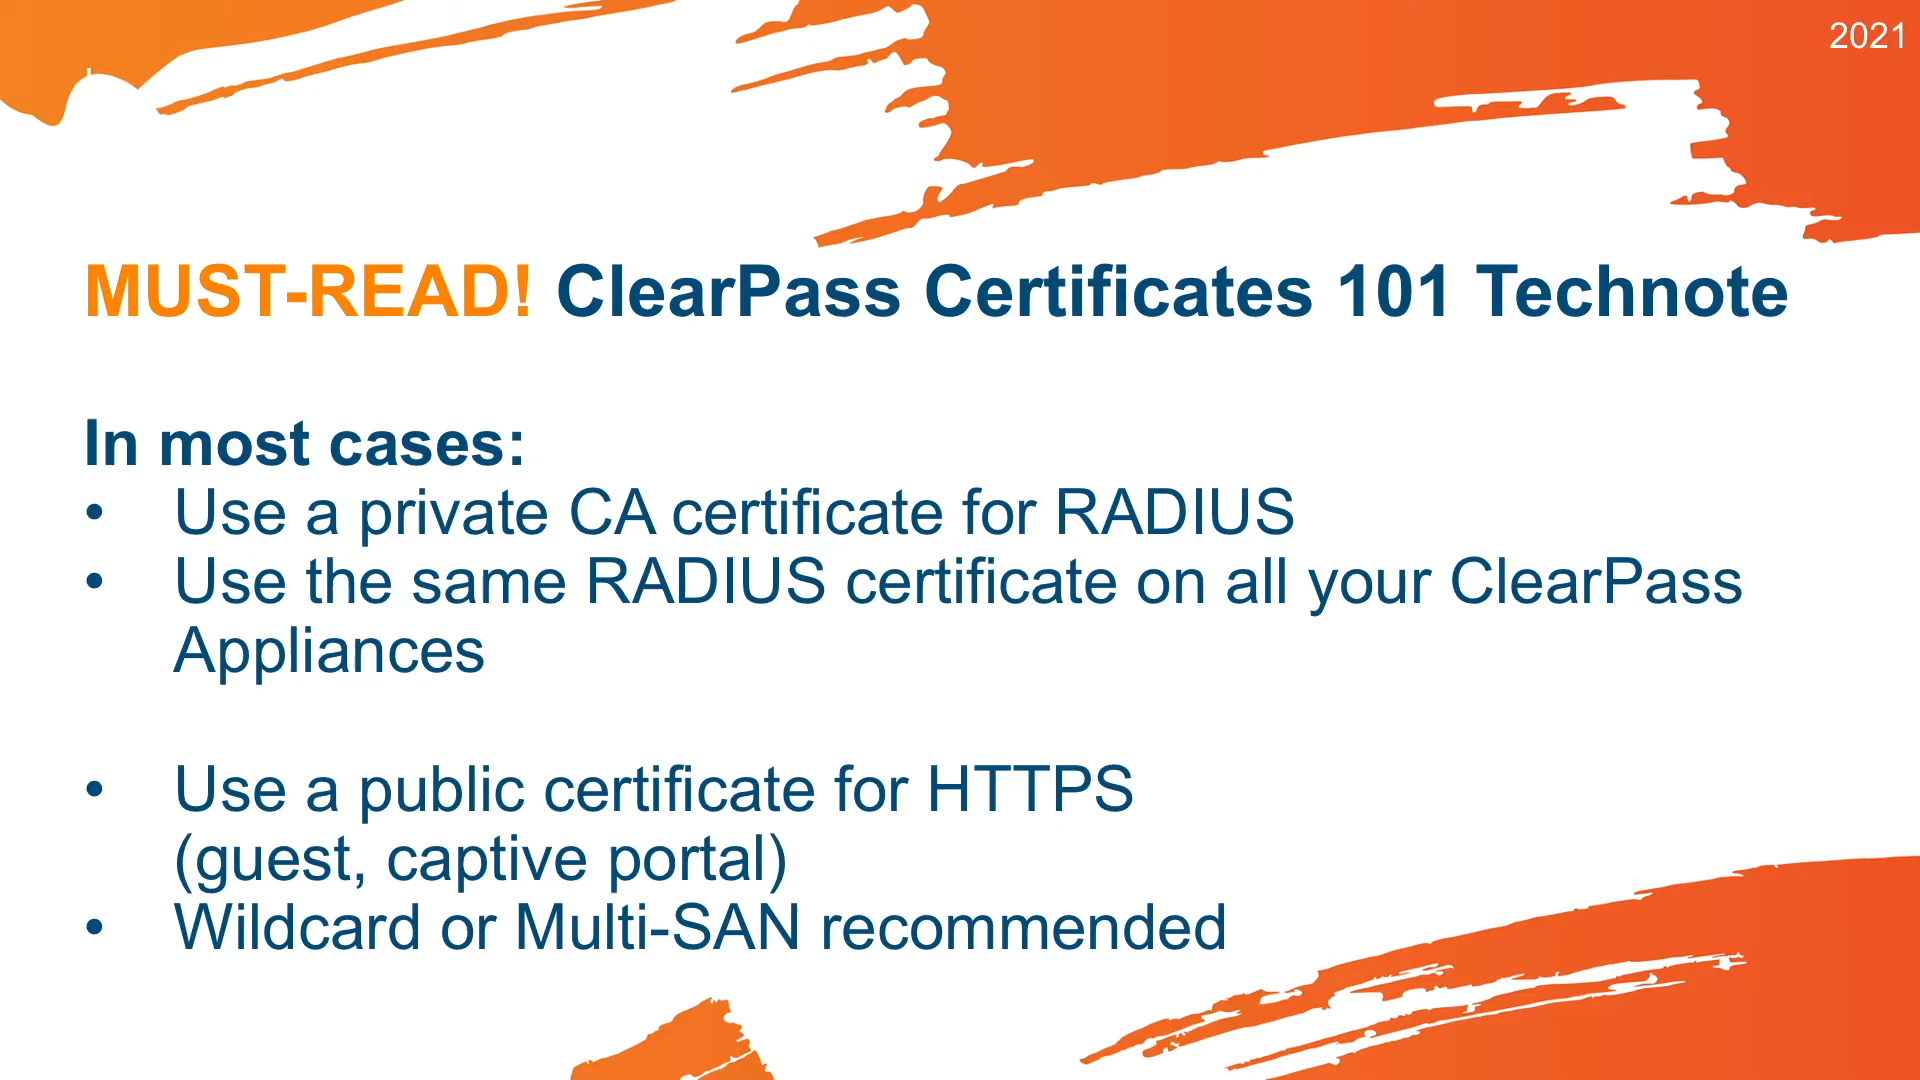 2021
MUST-READ! ClearPass Certificates 101 Technote
In most cases:
• Use a private CA certificate for RADIUS
• Use the same RADIUS certificate on all your ClearPass
Appliances
• Use a public certificate for HTTPS
(guest, captive portal)
• Wildcard or Multi-SAN recommended